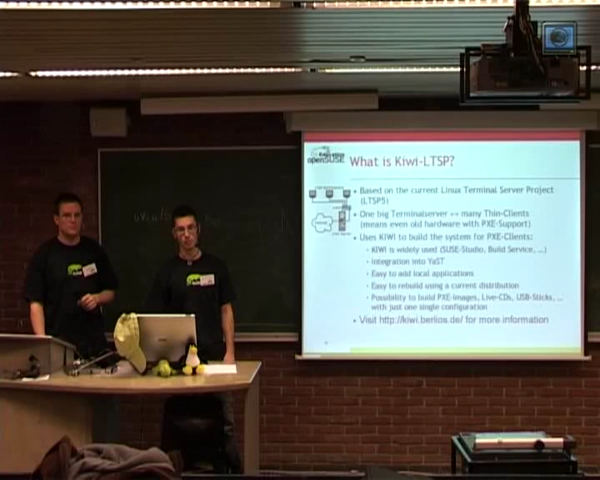 Education
openSUSE
What is Kiwi-LTSP?
Based on the current Linux Terminal Server Project
(LTSP5)
One big Terminalserver ↔ many Thin-Clients
(means even old hardware with PXE-Support)
Uses KIWI to build the system for PXE-Clients:
KIWI is widely used (SUSE-Studio, Build Service, …)
Integration into YaST
Easy to add local applications
Easy to rebuild using a current distribution
Possibility to build PXE-Images, Live-CDs, USB-Sticks, …
with just one single configuration
Visit http://kiwi.berlios.de/ for more information